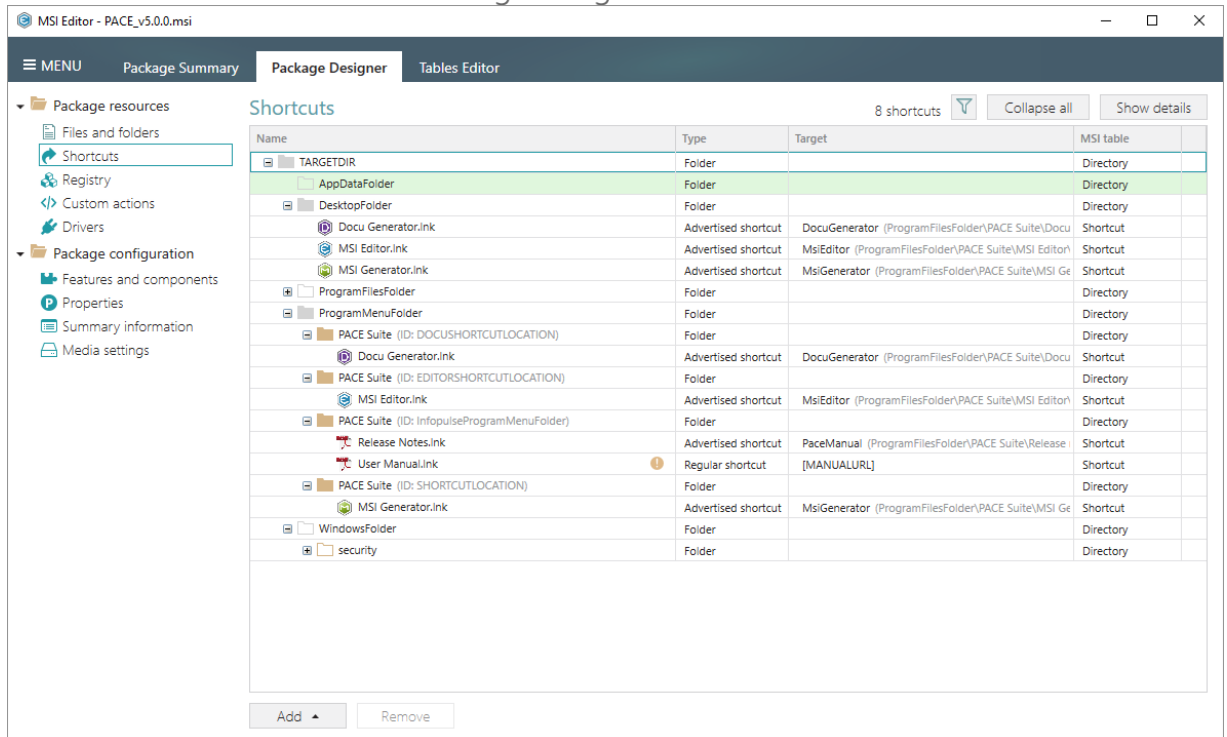 MSI Editor - PACE_v5.0.0.msi
MENU Package Summary Package Designer Tables Editor
Package resources
Files and folders
Shortcuts
Registry
Custom actions
Drivers
Package configuration
Features and components
Properties
Summary information
Media settings
Shortcuts 8 shortcuts Collapse all Show details
Name Type Target MSI table
TARGETDIR Folder Directory
AppDataFolder Folder Directory
DesktopFolder Folder Directory
Docu Generator.lnk Advertised shortcut DocuGenerator (ProgramFilesFolder\PACE Suite\Docu Shortcut
MSI Editor.lnk Advertised shortcut MsiEditor (ProgramFilesFolder\PACE Suite\MSI Editor\ Shortcut
MSI Generator.lnk Advertised shortcut MsiGenerator (ProgramFilesFolder\PACE Suite\MSI Ge Shortcut
ProgramFilesFolder Folder Directory
ProgramMenuFolder Folder Directory
PACE Suite (ID: DOCUSHORTCUTLOCATION) Folder Directory
Docu Generator.lnk Advertised shortcut DocuGenerator (ProgramFilesFolder\PACE Suite\Docu Shortcut
PACE Suite (ID: EDITORSHORTCUTLOCATION) Folder Directory
MSI Editor.lnk Advertised shortcut MsiEditor (ProgramFilesFolder\PACE Suite\MSI Editor\ Shortcut
PACE Suite (ID: InfopulseProgramMenuFolder) Folder Directory
Release Notes.lnk Advertised shortcut PaceManual (ProgramFilesFolder\PACE Suite\Release Shortcut
User Manual.lnk Regular shortcut [MANUALURL] Shortcut
PACE Suite (ID: SHORTCUTLOCATION) Folder Directory
MSI Generator.lnk Advertised shortcut MsiGenerator (ProgramFilesFolder\PACE Suite\MSI Ge Shortcut
WindowsFolder Folder Directory
security Folder Directory
Add Remove